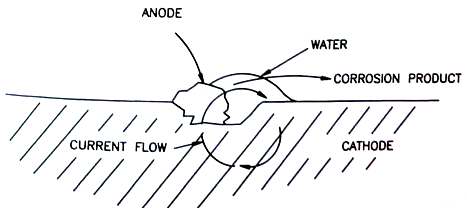 ANODE
WATER
CORROSION PRODUCT
CURRENT FLOW
CATHODE